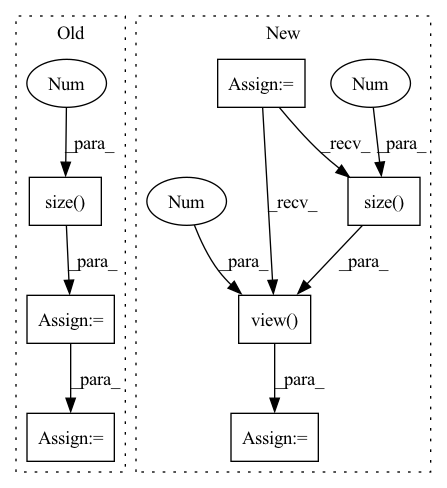 Old
New
Num
Assign:=
Num
_para_
_recv_
_para_
size()
Num
size()
_para_
_para_
_recv_
_para_
Assign:=
view()
_para_
_para_
Assign:=
Assign:=